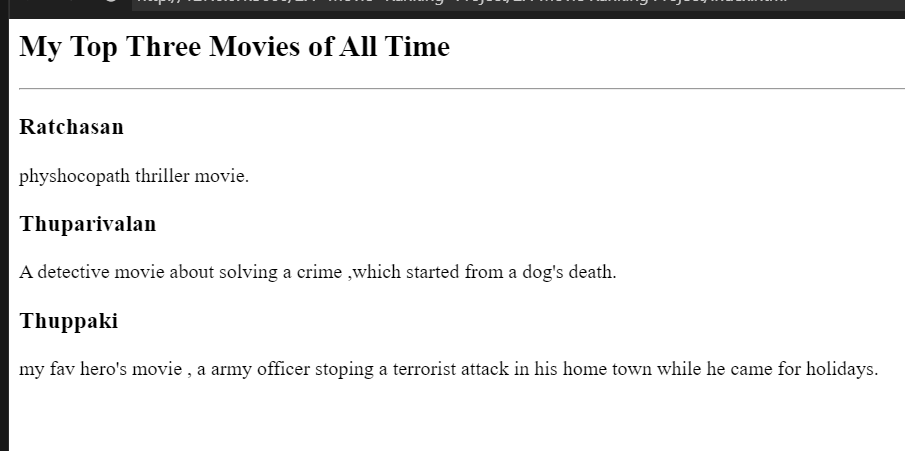 My Top Three Movies of All Time
Ratchasan
physhocopath thriller movie.
Thuparivalan
A detective movie about solving a crime ,which started from a dog's death.
Thuppaki
my fav hero's movie , a army officer stoping a terrorist attack in his home town while he came for holidays.